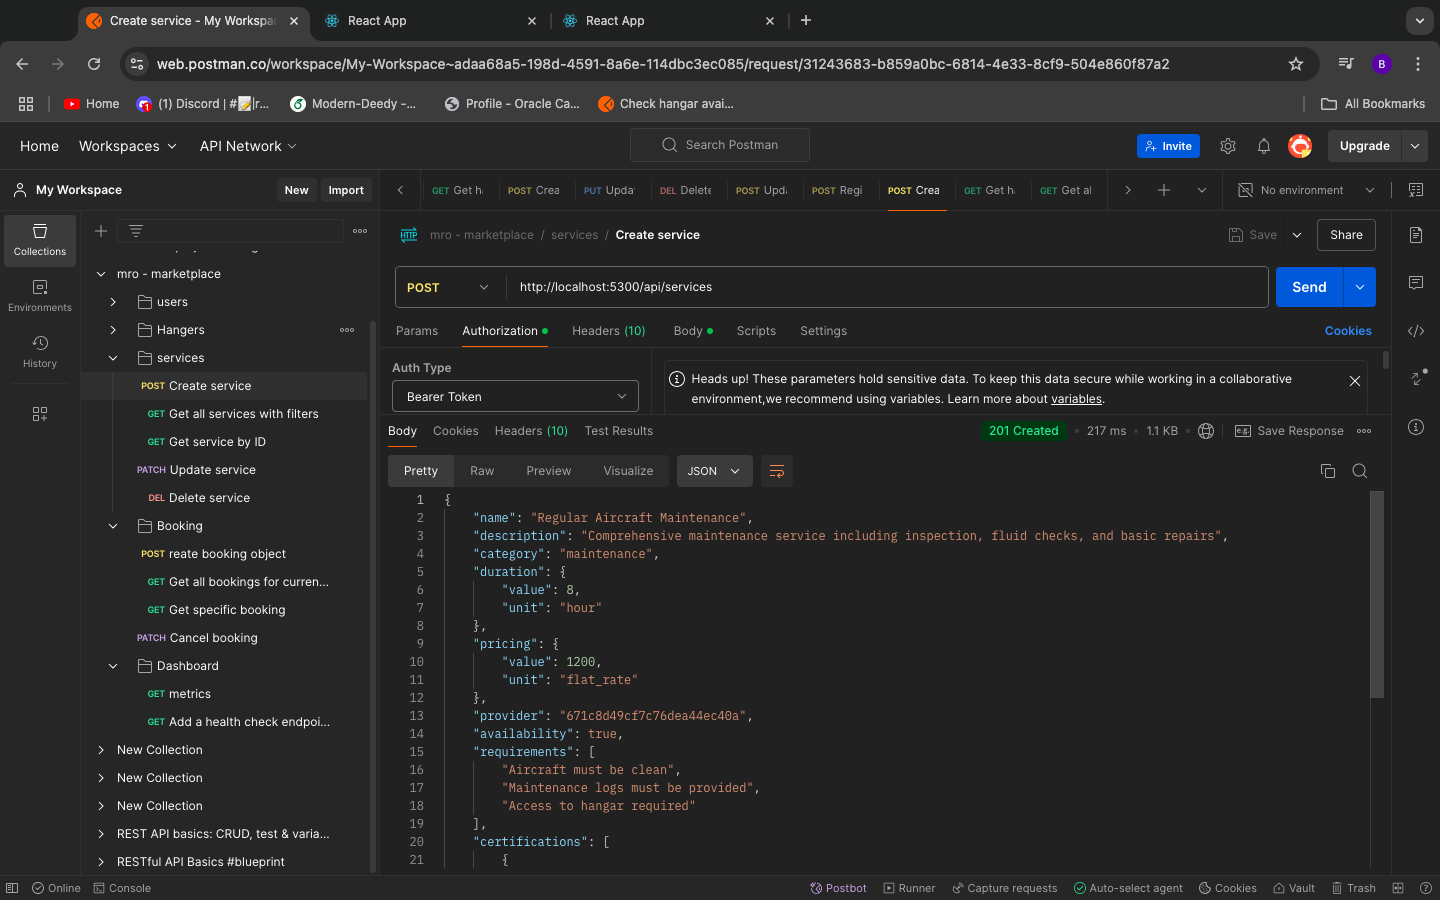 Create service - My Workspac
React App
React App
web.postman.co/workspace/My-Workspace~adaa68a5-198d-4591-8a6e-114dbc3ec085/request/31243683-b859a0bc-6814-4e33-8cf9-504e860f87a2
B
Home
(1) Discord | #📝|r...
Modern-Deedy -...
Profile - Oracle Ca...
Check hangar avai...
All Bookmarks
Home
Workspaces
API Network
Search Postman
Invite
Upgrade
My Workspace
New
Import
GET Get h
POST Crea
PUT Upda
DEL Delete
POST Upd
POST Regi
POST Crea
GET Get h
GET Get al
No environment
Collections
Environments
History
mro - marketplace
users
Hangers
services
POST Create service
GET Get all services with filters
GET Get service by ID
PATCH Update service
DEL Delete service
Booking
POST reate booking object
GET Get all bookings for curren...
GET Get specific booking
PATCH Cancel booking
Dashboard
GET metrics
GET Add a health check endpoi...
New Collection
New Collection
New Collection
REST API basics: CRUD, test & varia...
RESTful API Basics #blueprint
HTTP
mro - marketplace / services / Create service
Save
Share
POST
http://localhost:5300/api/services
Send
Params
Authorization
Headers (10)
Body
Scripts
Settings
Cookies
Auth Type
Bearer Token
Heads up! These parameters hold sensitive data. To keep this data secure while working in a collaborative
environment,we recommend using variables. Learn more about variables.
Body
Cookies
Headers (10)
Test Results
201 Created
217 ms
1.1 KB
Save Response
Pretty
Raw
Preview
Visualize
JSON
1 {
2 "name": "Regular Aircraft Maintenance",
3 "description": "Comprehensive maintenance service including inspection, fluid checks, and basic repairs",
4 "category": "maintenance",
5 "duration": {
6 "value": 8,
7 "unit": "hour"
8 },
9 "pricing": {
10 "value": 1200,
11 "unit": "flat_rate"
12 },
13 "provider": "671c8d49cf7c76dea44ec40a",
14 "availability": true,
15 "requirements": [
16 "Aircraft must be clean",
17 "Maintenance logs must be provided",
18 "Access to hangar required"
19 ],
20 "certifications": [
21 {
Online
Console
Postbot
Runner
Capture requests
Auto-select agent
Cookies
Vault
Trash